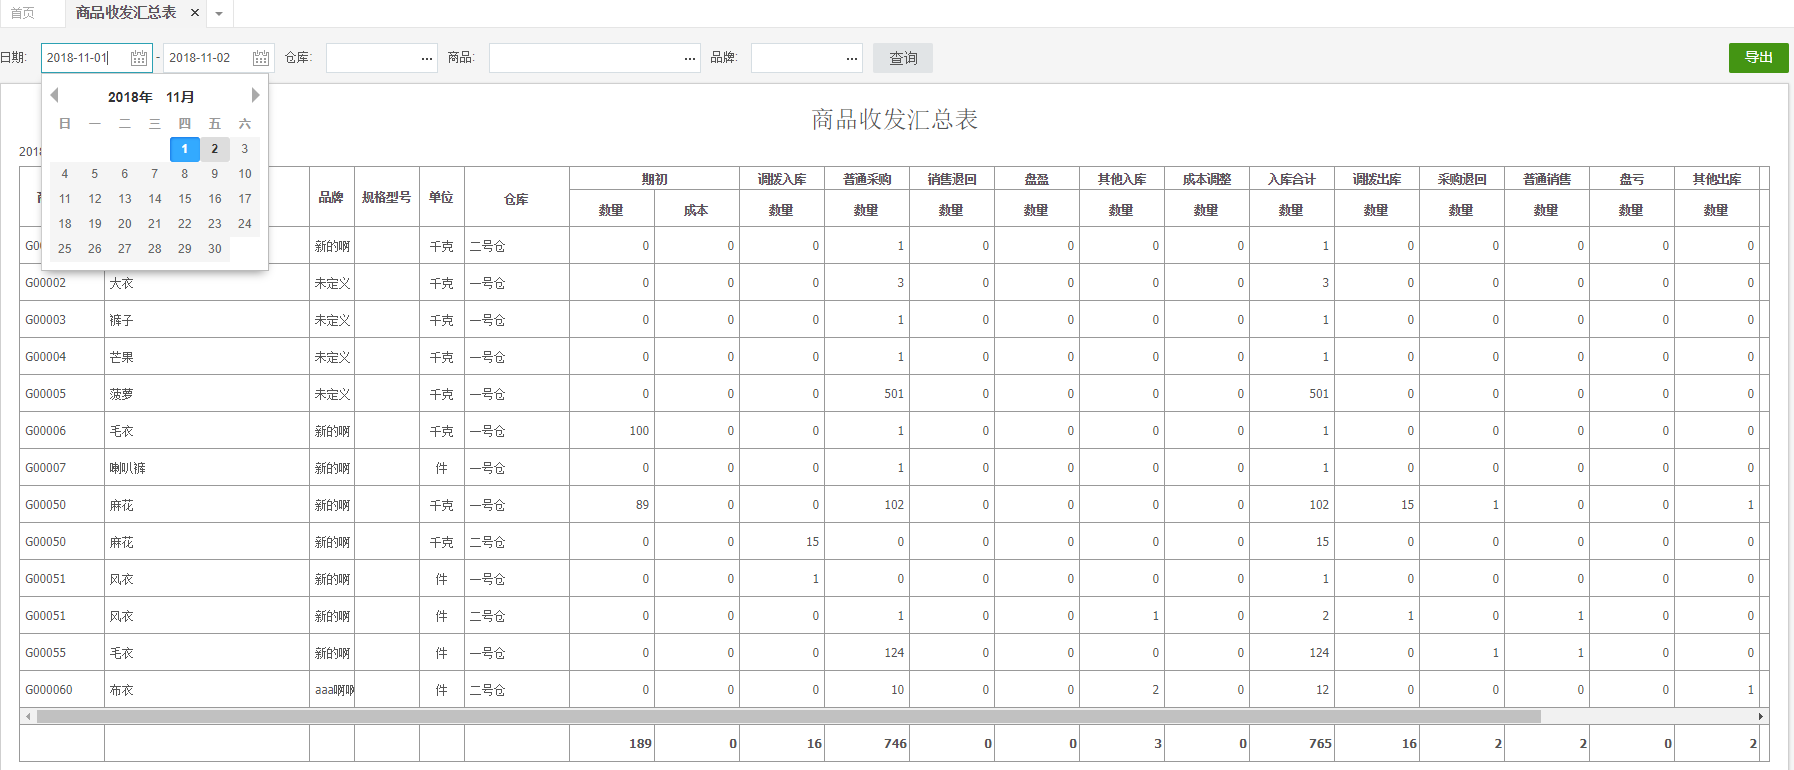 首页 商品收发汇总表 ×
日期: 2018-11-01 - 2018-11-02 仓库: ... 商品: ... 品牌: ... 查询 导出
2018年 11月
日 一 二 三 四 五 六
1 2 3
4 5 6 7 8 9 10
11 12 13 14 15 16 17
18 19 20 21 22 23 24
25 26 27 28 29 30
商品收发汇总表
品牌 规格型号 单位 仓库 期初 调拨入库 普通采购 销售退回 盘盈 其他入库 成本调整 入库合计 调拨出库 采购退回 普通销售 盘亏 其他出库
数量 成本 数量 数量 数量 数量 数量 数量 数量 数量 数量 数量 数量 数量
新的啊 千克 二号仓 0 0 0 1 0 0 0 0 1 0 0 0 0 0
G00002 大衣 未定义 千克 一号仓 0 0 0 3 0 0 0 0 3 0 0 0 0 0
G00003 裤子 未定义 千克 一号仓 0 0 0 1 0 0 0 0 1 0 0 0 0 0
G00004 芒果 未定义 千克 一号仓 0 0 0 1 0 0 0 0 1 0 0 0 0 0
G00005 菠萝 未定义 千克 一号仓 0 0 0 501 0 0 0 0 501 0 0 0 0 0
G00006 毛衣 新的啊 千克 一号仓 100 0 0 1 0 0 0 0 1 0 0 0 0 0
G00007 喇叭裤 新的啊 件 一号仓 0 0 0 1 0 0 0 0 1 0 0 0 0 0
G00050 麻花 新的啊 千克 一号仓 89 0 0 102 0 0 0 0 102 15 1 0 0 1
G00050 麻花 新的啊 千克 二号仓 0 0 15 0 0 0 0 0 15 0 0 0 0 0
G00051 风衣 新的啊 件 一号仓 0 0 1 0 0 0 0 0 1 0 0 0 0 0
G00051 风衣 新的啊 件 二号仓 0 0 0 1 0 0 1 0 2 1 0 1 0 0
G00055 毛衣 新的啊 件 一号仓 0 0 0 124 0 0 0 0 124 0 1 1 0 0
G000060 布衣 aaa啊 件 二号仓 0 0 0 10 0 0 2 0 12 0 0 0 0 1
189 0 16 746 0 0 3 0 765 16 2 2 0 2